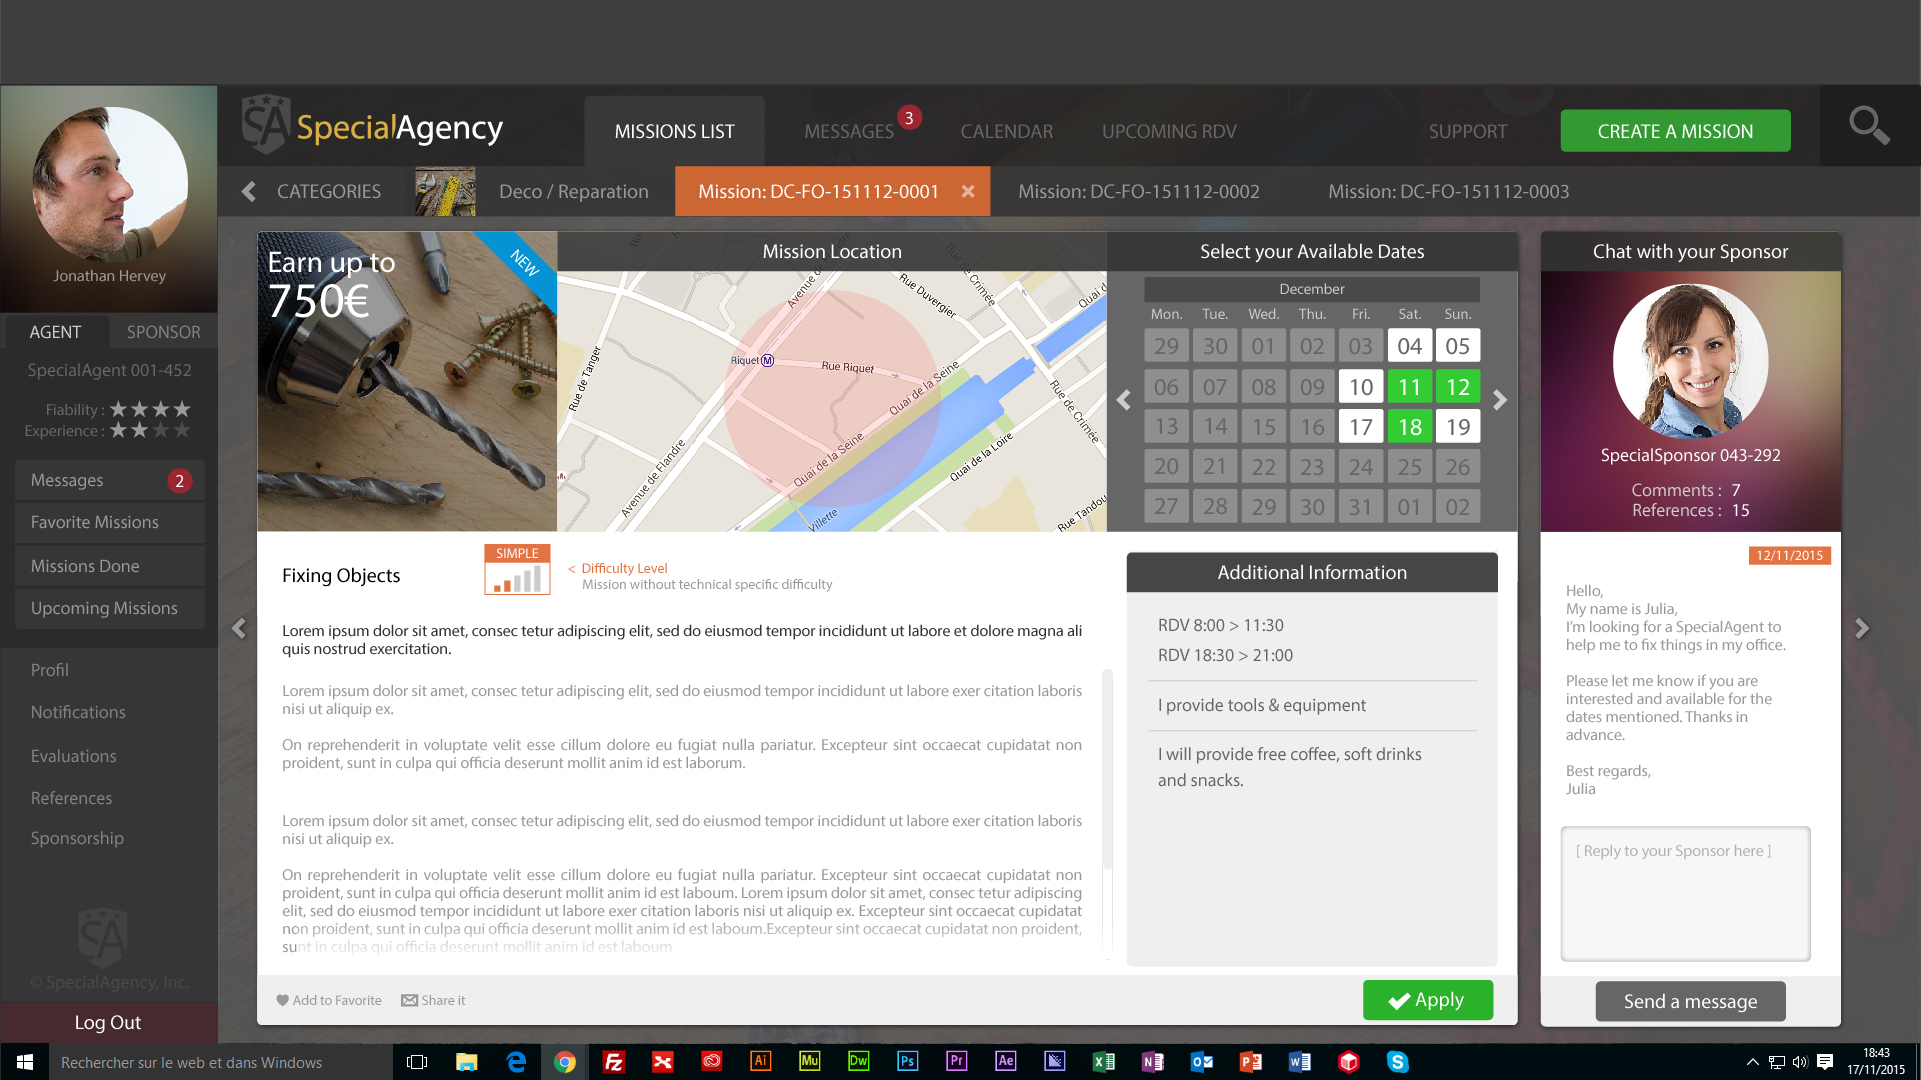 SA
SpecialAgency
MISSIONS LIST
MESSAGES 3
CALENDAR
UPCOMING RDV
SUPPORT
CREATE A MISSION
CATEGORIES
Deco / Reparation
Mission: DC-FO-151112-0001
Mission: DC-FO-151112-0002
Mission: DC-FO-151112-0003
Jonathan Hervey
AGENT
SPONSOR
SpecialAgent 001-452
Fiability :
Experience :
Messages 2
Favorite Missions
Missions Done
Upcoming Missions
Profil
Notifications
Evaluations
References
Sponsorship
SA
© SpecialAgency, Inc.
Log Out
Earn up to
750€
NEW
Mission Location
Avenue de
Rue Duvergier
Rue de Crimée
Quai d
Riquet M
Rue Riquet
Rue de Tanger
Quai de la Seine
Rue de Crimée
Quai de la Seine
Quai de la Loire
Avenue de Flandre
Villette
Rue Tandou
Select your Available Dates
December
Mon. Tue. Wed. Thu. Fri. Sat. Sun.
29 30 01 02 03 04 05
06 07 08 09 10 11 12
13 14 15 16 17 18 19
20 21 22 23 24 25 26
27 28 29 30 31 01 02
Fixing Objects
SIMPLE
< Difficulty Level
Mission without technical specific difficulty
Lorem ipsum dolor sit amet, consec tetur adipiscing elit, sed do eiusmod tempor incididunt ut labore et dolore magna ali
quis nostrud exercitation.
Lorem ipsum dolor sit amet, consec tetur adipiscing elit, sed do eiusmod tempor incididunt ut labore exer citation laboris
nisi ut aliquip ex.
On reprehenderit in voluptate velit esse cillum dolore eu fugiat nulla pariatur. Excepteur sint occaecat cupidatat non
proident, sunt in culpa qui officia deserunt mollit anim id est laborum.
Lorem ipsum dolor sit amet, consec tetur adipiscing elit, sed do eiusmod tempor incididunt ut labore exer citation laboris
nisi ut aliquip ex.
On reprehenderit in voluptate velit esse cillum dolore eu fugiat nulla pariatur. Excepteur sint occaecat cupidatat non
proident, sunt in culpa qui officia deserunt mollit anim id est laboum. Lorem ipsum dolor sit amet, consec tetur adipiscing
elit, sed do eiusmod tempor incididunt ut labore exer citation laboris nisi ut aliquip ex. Excepteur sint occaecat cupidatat
non proident, sunt in culpa qui officia deserunt mollit anim id est laboum.Excepteur sint occaecat cupidatat non proident,
sunt in culpa qui officia deserunt mollit anim id est laboum
Additional Information
RDV 8:00 > 11:30
RDV 18:30 > 21:00
I provide tools & equipment
I will provide free coffee, soft drinks
and snacks.
Add to Favorite
Share it
Apply
Chat with your Sponsor
SpecialSponsor 043-292
Comments : 7
References : 15
12/11/2015
Hello,
My name is Julia,
I'm looking for a SpecialAgent to
help me to fix things in my office.
Please let me know if you are
interested and available for the
dates mentioned. Thanks in
advance.
Best regards,
Julia
[ Reply to your Sponsor here ]
Send a message
Rechercher sur le web et dans Windows
Fz
Ai
Mu
Dw
Ps
Pr
Ae
18:43
17/11/2015